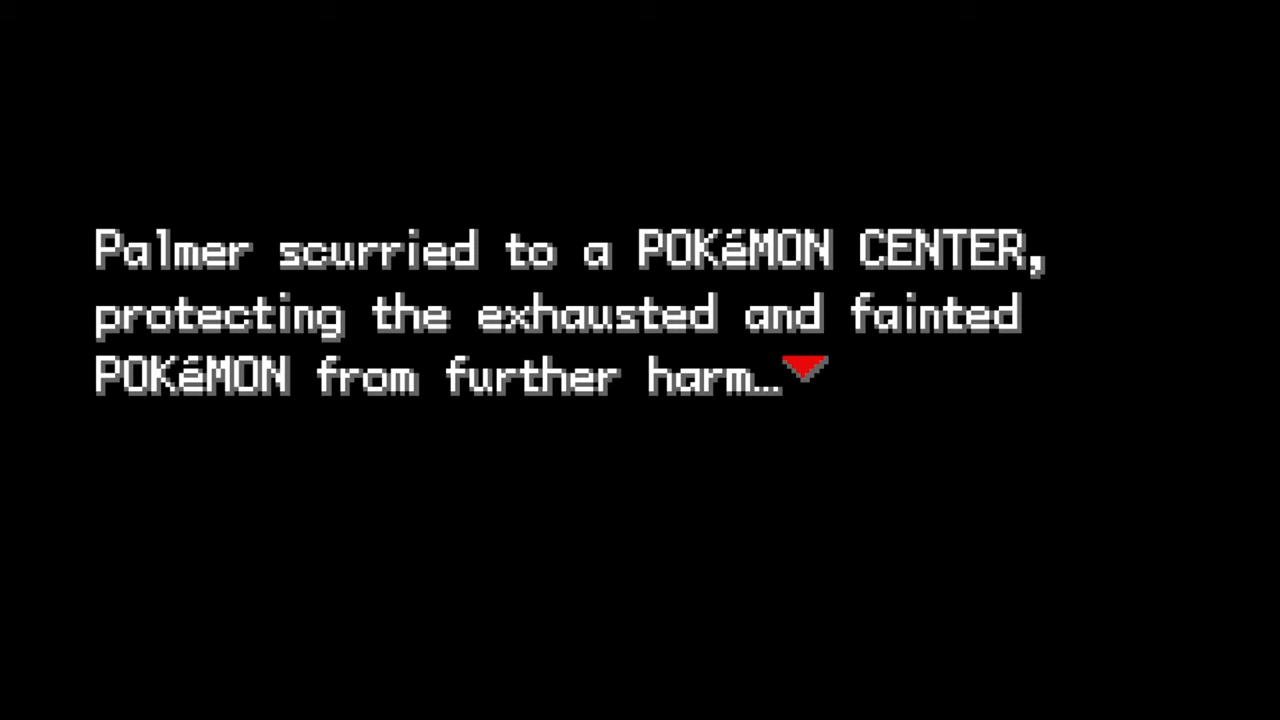 Palmer scurried to a POKéMON CENTER,
protecting the exhausted and fainted
POKéMON from further harm…